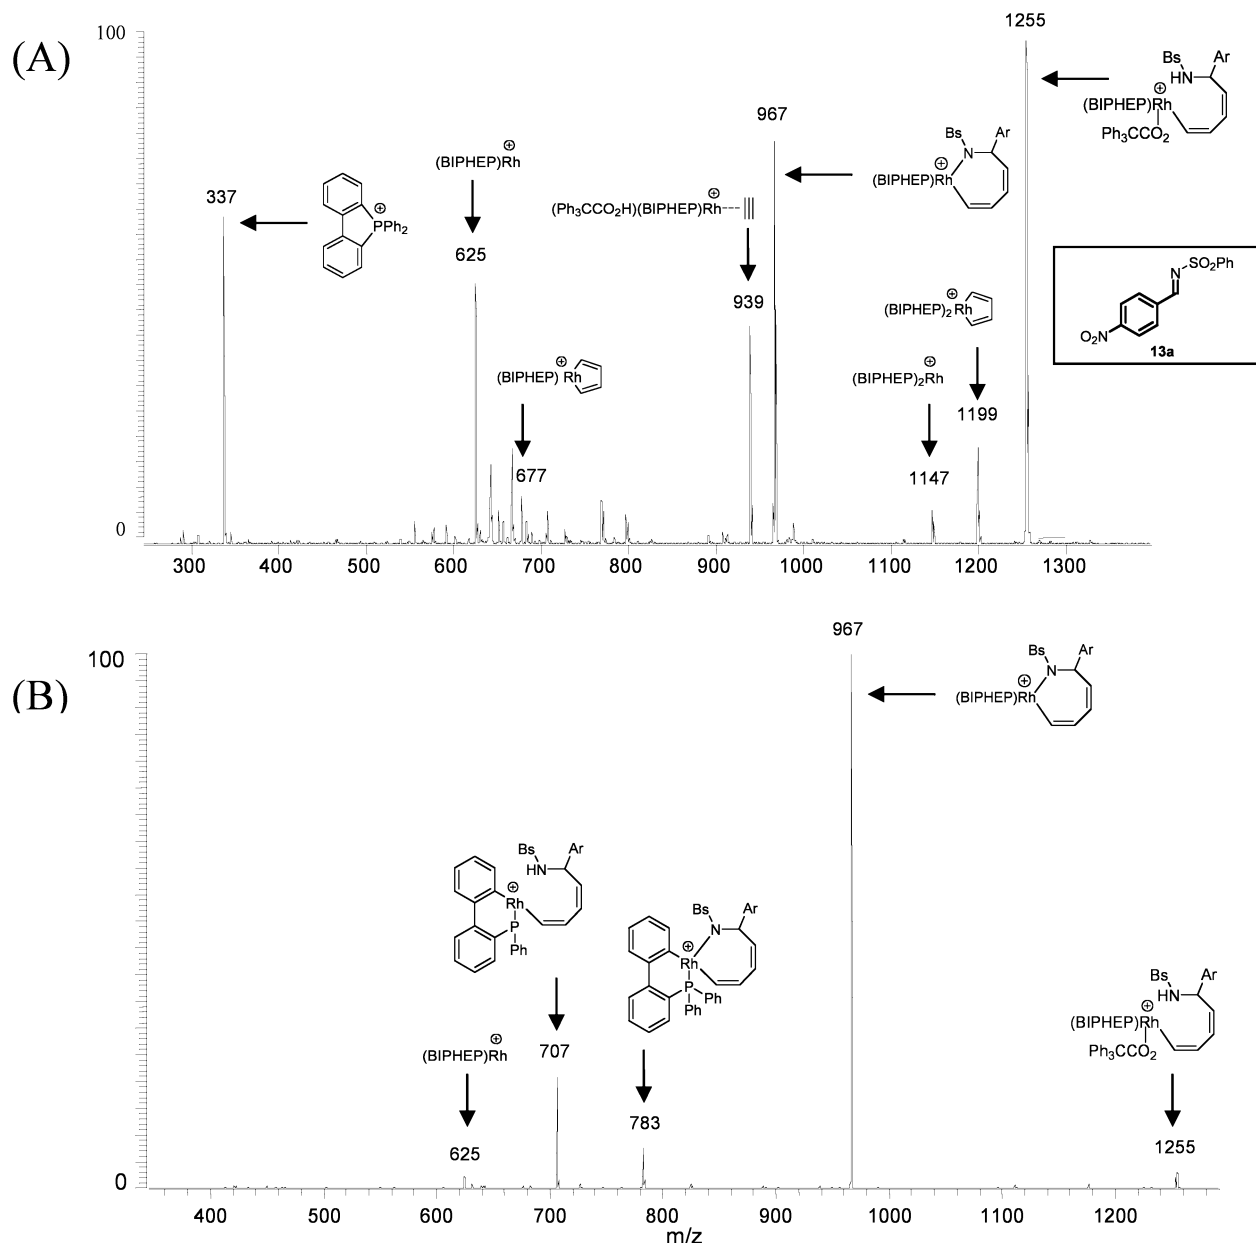 (A)
100
0
337
PPh2
⊕
(BIPHEP)Rh
⊕
625
(BIPHEP) Rh
⊕
677
(Ph3CCO2H)(BIPHEP)Rh
⊕
939
967
Bs
N
Ar
(BIPHEP)Rh
⊕
(BIPHEP)2Rh
⊕
1199
(BIPHEP)2Rh
⊕
1147
1255
Bs
HN
Ar
(BIPHEP)Rh
⊕
Ph3CCO2
SO2Ph
N
O2N
13a
300 400 500 600 700 800 900 1000 1100 1200 1300
(B)
100
0
967
Bs
N
Ar
(BIPHEP)Rh
⊕
Bs
HN
Ar
⊕
Rh
P
Ph
707
Bs
N
Ar
⊕
Rh
P
Ph
Ph
783
(BIPHEP)Rh
⊕
625
Bs
HN
Ar
(BIPHEP)Rh
⊕
Ph3CCO2
1255
400 500 600 700 800 900 1000 1100 1200
m/z